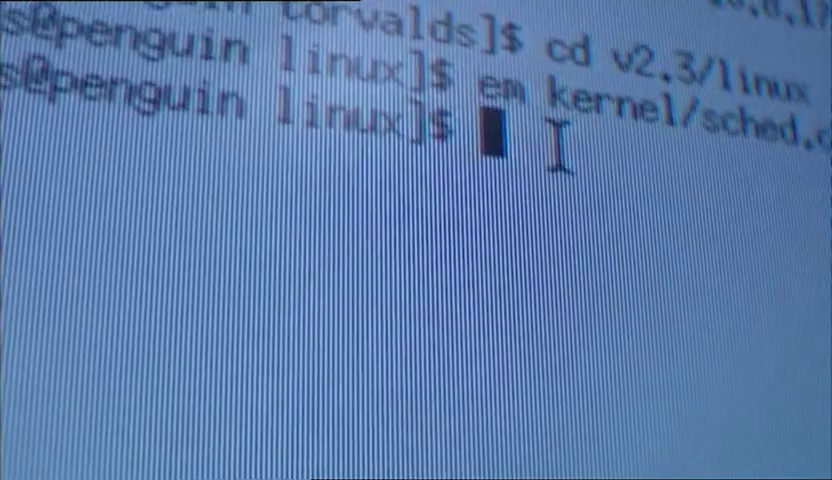 torvalds]$ cd v2.3/linux
s@penguin linux]$ em kernel/sched.c
s@penguin linux]$